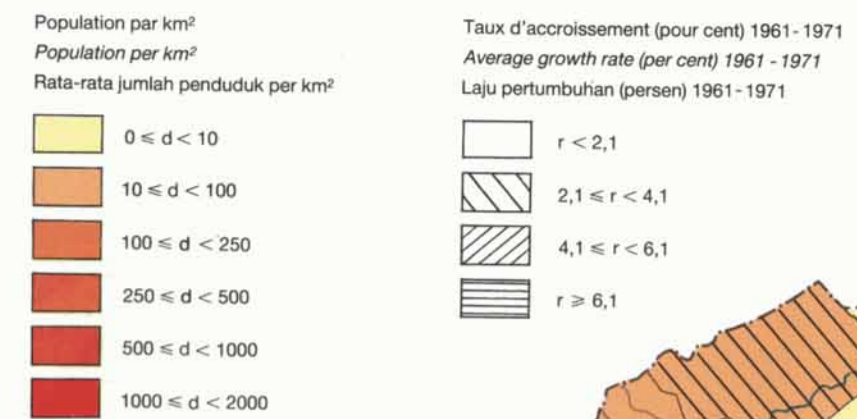 Population par km²
Population per km²
Rata-rata jumlah penduduk per km²
0 ⩽ d < 10
10 ⩽ d < 100
100 ⩽ d < 250
250 ⩽ d < 500
500 ⩽ d < 1000
1000 ⩽ d < 2000
Taux d'accroissement (pour cent) 1961-1971
Average growth rate (per cent) 1961 - 1971
Laju pertumbuhan (persen) 1961-1971
r < 2,1
2,1 ⩽ r < 4,1
4,1 ⩽ r < 6,1
r ⩾ 6,1